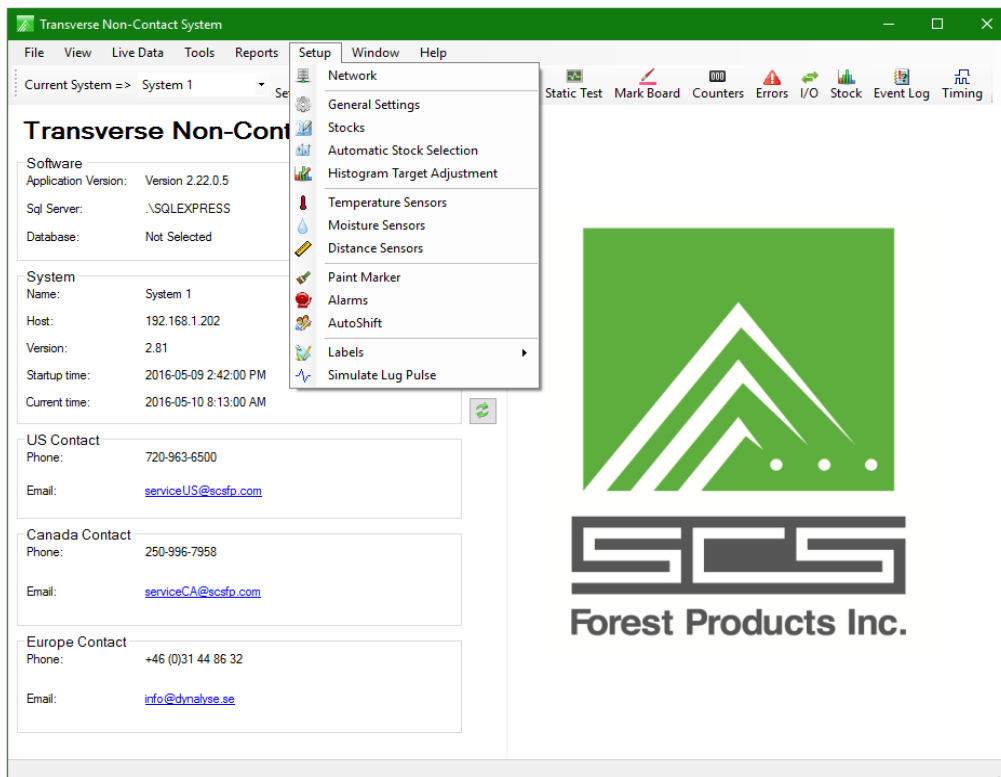 Transverse Non-Contact System
File View Live Data Tools Reports Setup Window Help
Current System => System 1
Se
Static Test Mark Board Counters Errors I/O Stock Event Log Timing
Network
General Settings
Stocks
Automatic Stock Selection
Histogram Target Adjustment
Temperature Sensors
Moisture Sensors
Distance Sensors
Paint Marker
Alarms
AutoShift
Labels
Simulate Lug Pulse
Transverse Non-Cont
Software
Application Version: Version 2.22.0.5
Sql Server: .\SQLEXPRESS
Database: Not Selected
System
Name: System 1
Host: 192.168.1.202
Version: 2.81
Startup time: 2016-05-09 2:42:00 PM
Current time: 2016-05-10 8:13:00 AM
US Contact
Phone: 720-963-6500
Email: serviceUS@scsfp.com
Canada Contact
Phone: 250-996-7958
Email: serviceCA@scsfp.com
Europe Contact
Phone: +46 (0)31 44 86 32
Email: info@dynalyse.se
SCS
Forest Products Inc.